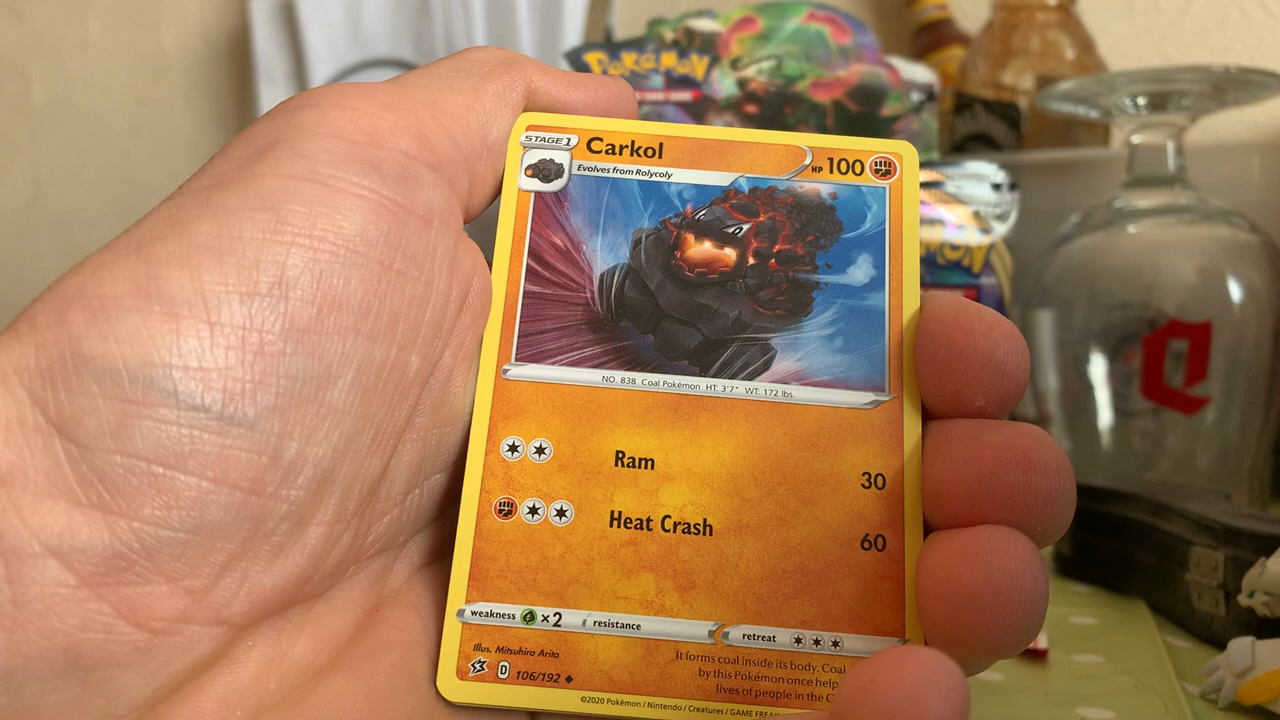 Pokémon
STAGE 1
Carkol
HP 100
Evolves from Rolycoly
NO. 838 Coal Pokémon HT: 3'7" WT: 172 lbs.
Ram 30
Heat Crash 60
weakness ×2 resistance retreat
Illus. Mitsuhiro Arita
D 106/192
It forms coal inside its body. Coal
by this Pokémon once help
lives of people in the
©2020 Pokémon / Nintendo / Creatures / GAME FREAK